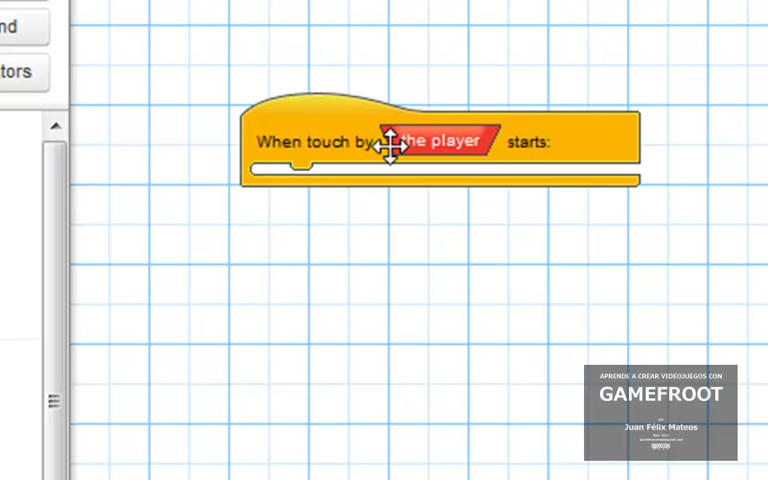 nd
tors
When touch by the player starts:
APRENDE A CREAR VIDEOJUEGOS CON
GAMEFROOT
Juan Félix Mateos